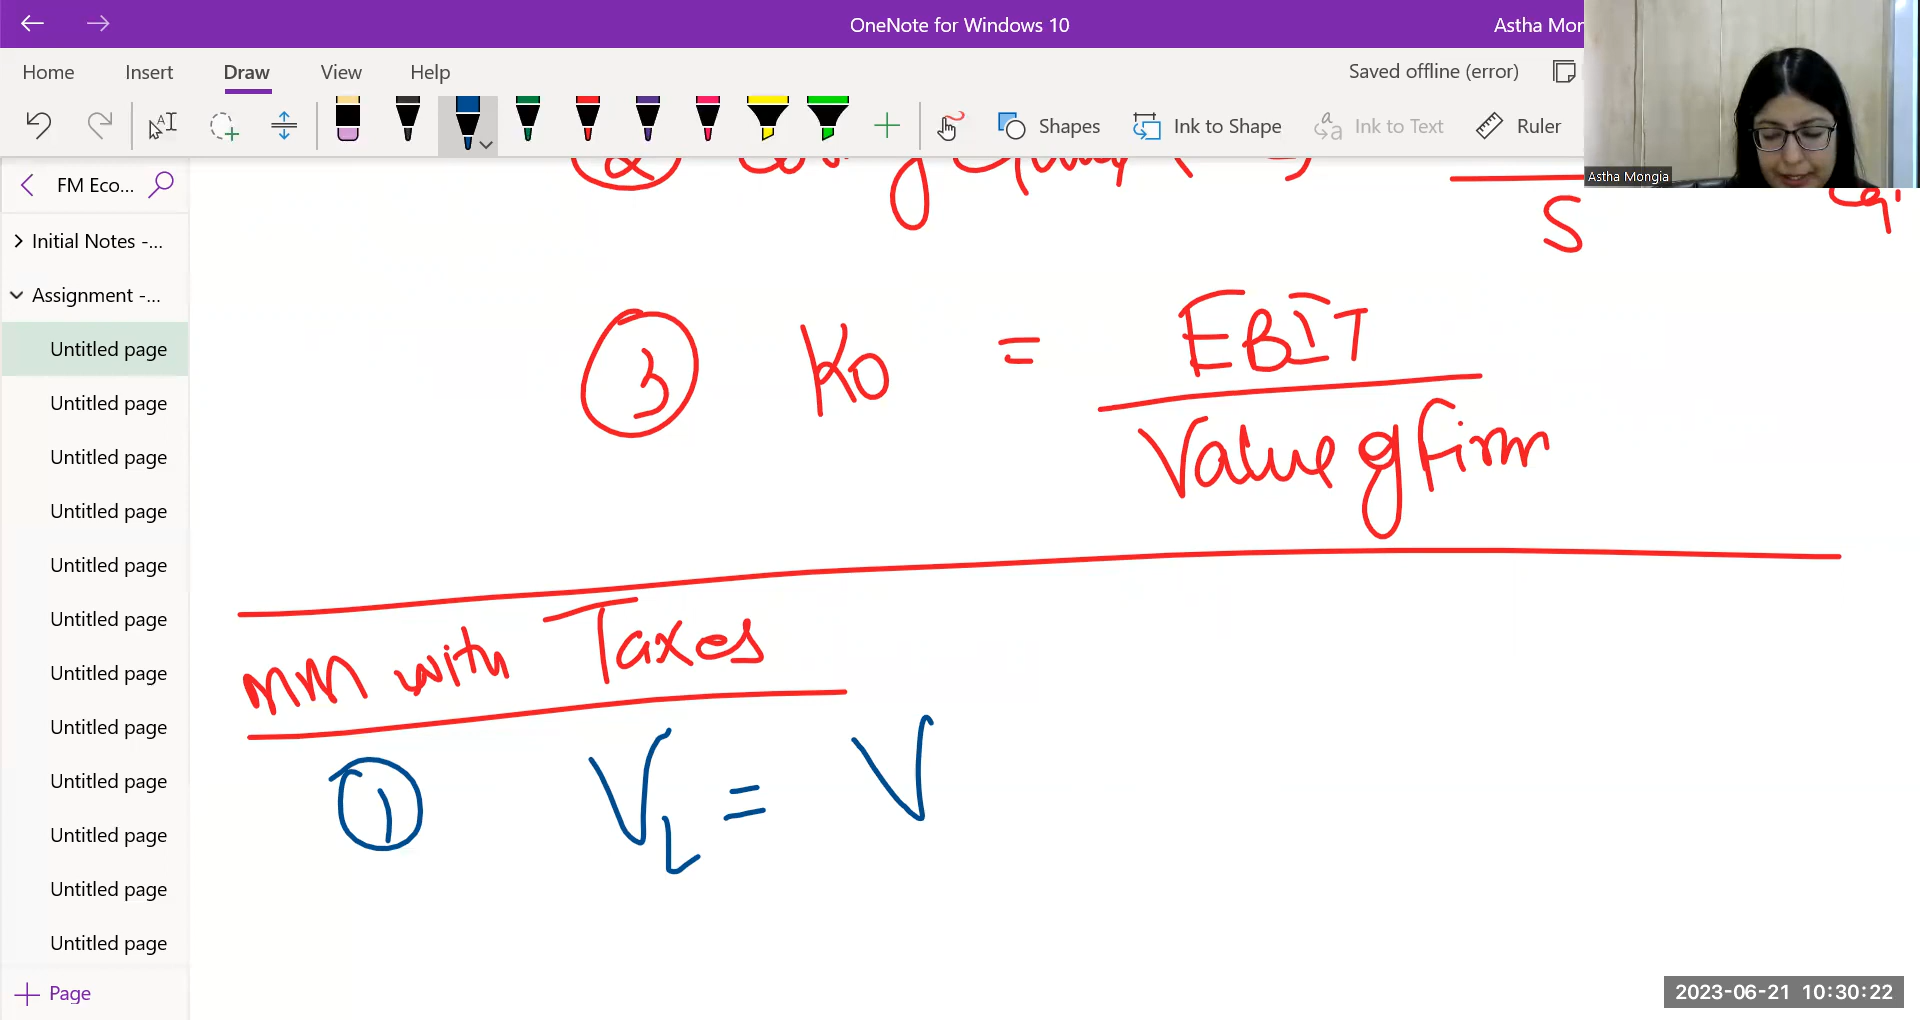 OneNote for Windows 10
Astha Mon
Home Insert Draw View Help
Saved offline (error)
Shapes Ink to Shape Ink to Text Ruler
Astha Mongia
FM Eco...
Initial Notes -...
Assignment -...
Untitled page
Untitled page
Untitled page
Untitled page
Untitled page
Untitled page
Untitled page
Untitled page
Untitled page
Untitled page
Untitled page
Untitled page
Page
S
3 Ko = EBIT
Value of firm
MM with Taxes
1 VL = V
2023-06-21 10:30:22